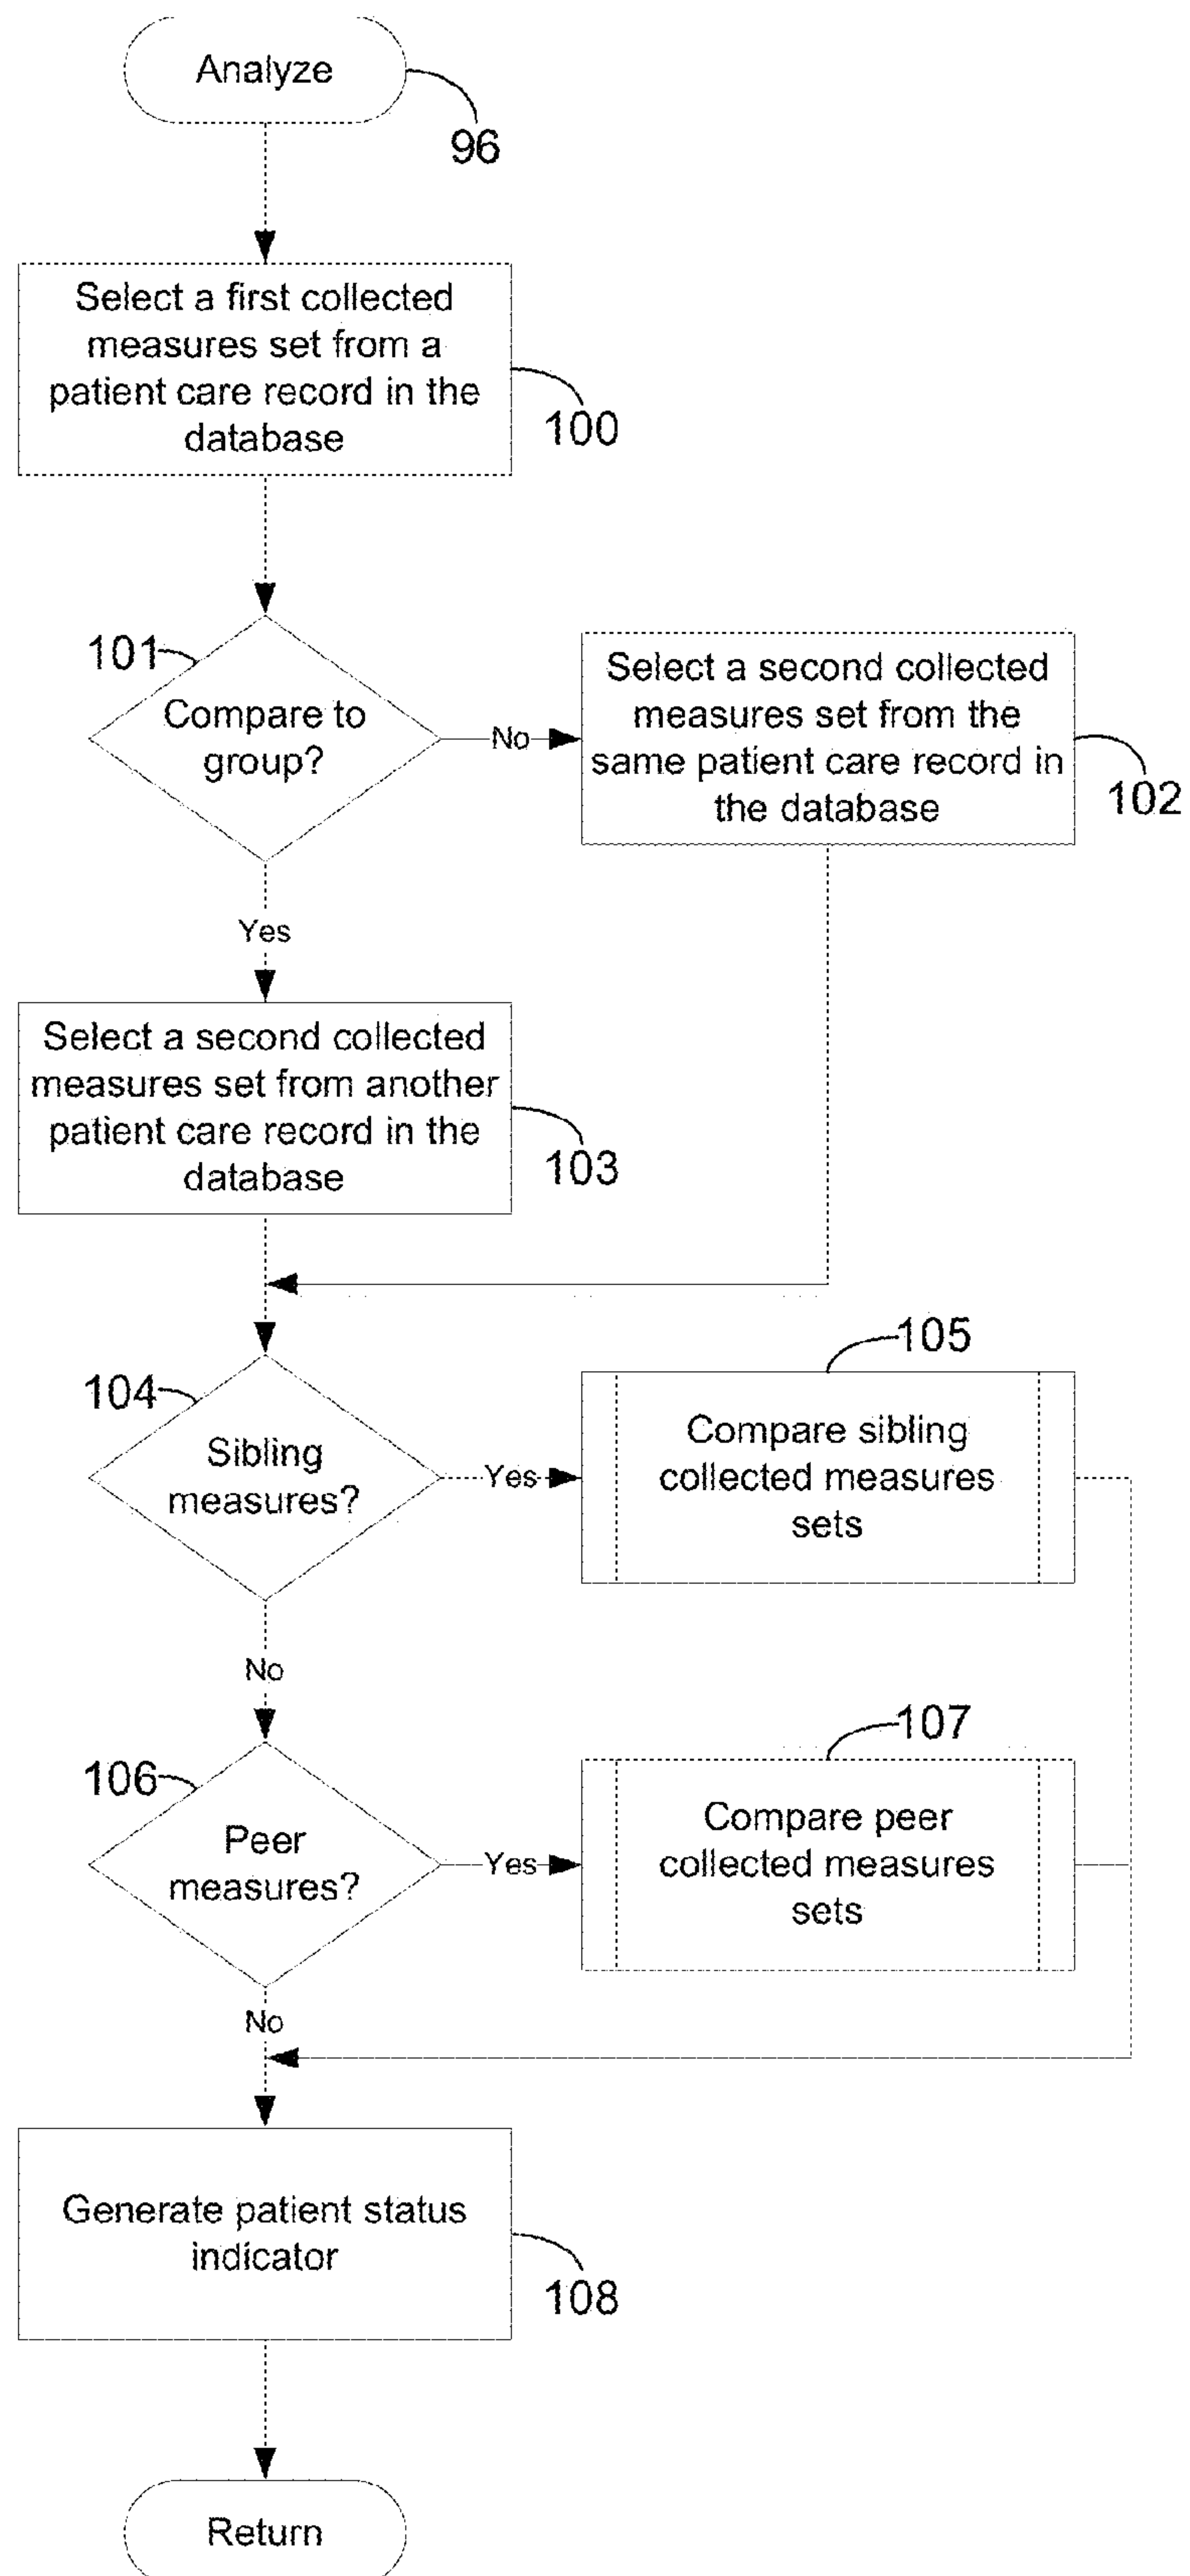 Analyze
96
Select a first collected
measures set from a
patient care record in the
database
100
101
Compare to
group?
No
Select a second collected
measures set from the
same patient care record in
the database
102
Yes
Select a second collected
measures set from another
patient care record in the
database
103
104
Sibling
measures?
Yes
105
Compare sibling
collected measures
sets
No
106
Peer
measures?
Yes
107
Compare peer
collected measures
sets
No
Generate patient status
indicator
108
Return